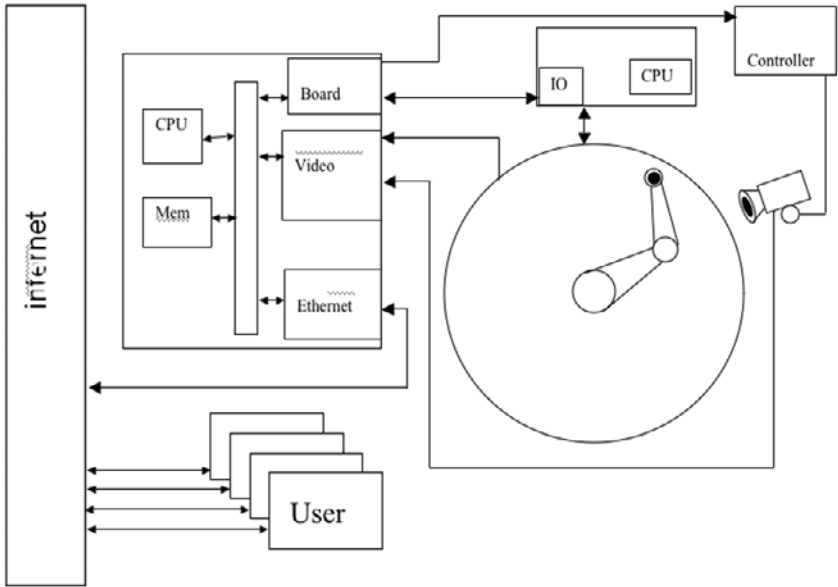 internet
Board
CPU
Video
Mem
Ethernet
IO
CPU
Controller
User